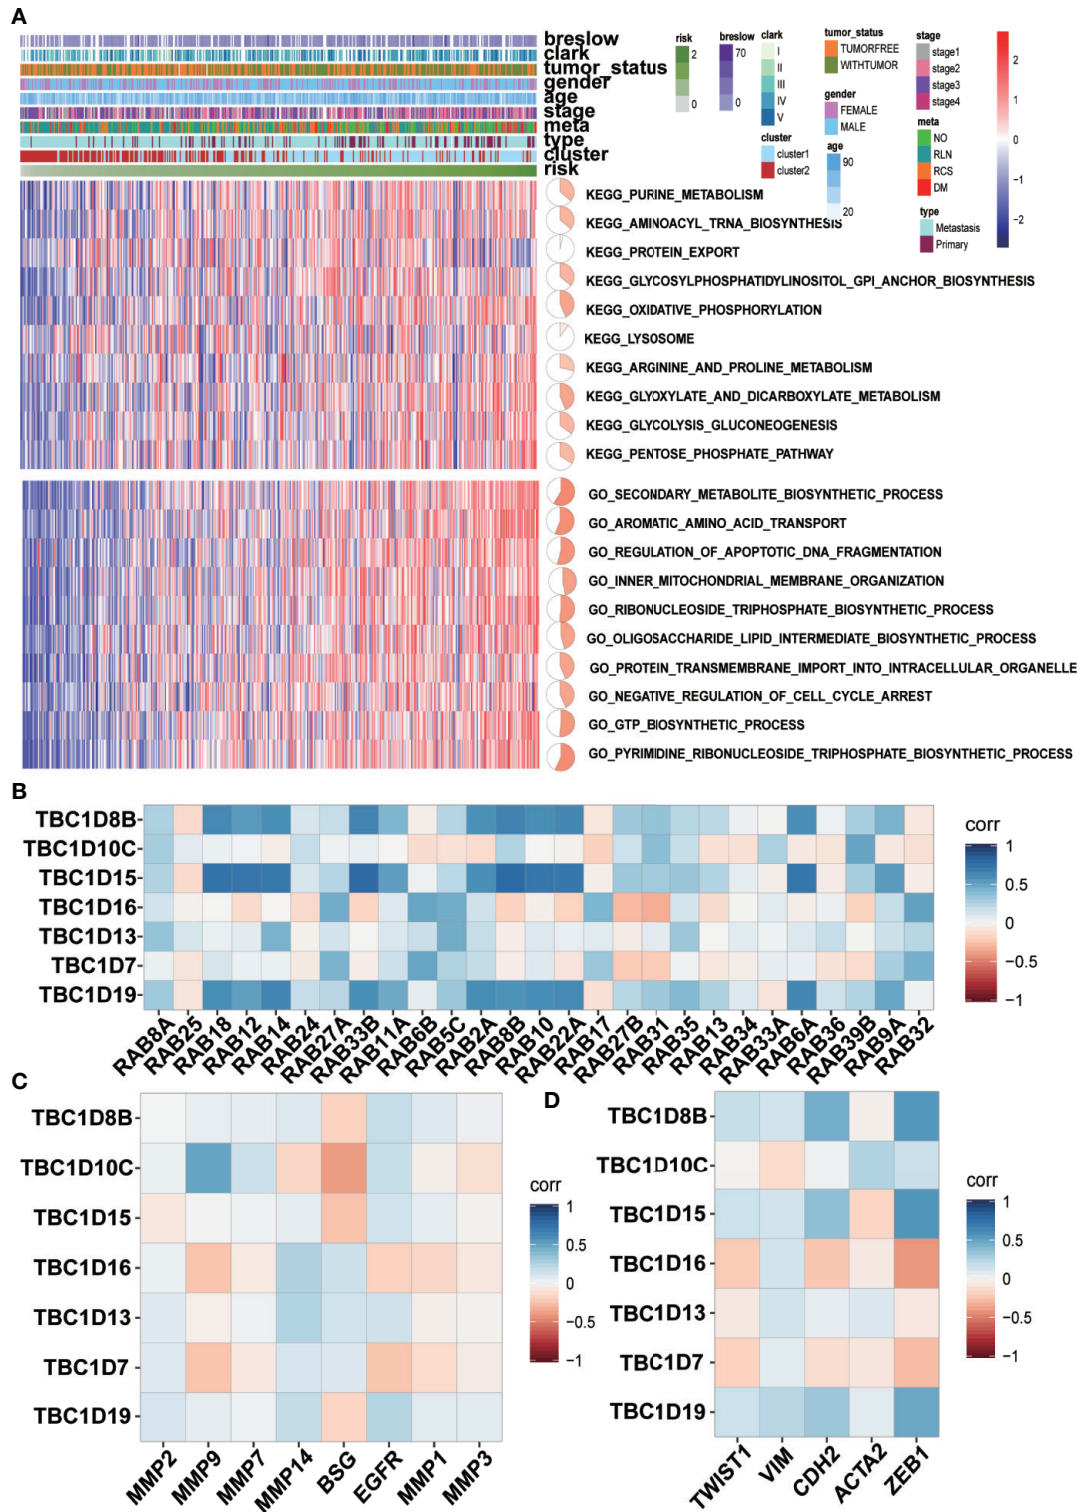 A
breslow
clark
tumor_status
gender
age
stage
meta
type
cluster
risk
risk
2
0
breslow
70
0
clark
I
II
III
IV
V
cluster
cluster1
cluster2
tumor_status
TUMORFREE
WITHTUMOR
gender
FEMALE
MALE
age
90
20
stage
stage1
stage2
stage3
stage4
meta
NO
RLN
RCS
DM
type
Metastasis
Primary
2
1
0
−1
−2
KEGG_PURINE_METABOLISM
KEGG_AMINOACYL_TRNA_BIOSYNTHESIS
KEGG_PROTEIN_EXPORT
KEGG_GLYCOSYLPHOSPHATIDYLINOSITOL_GPI_ANCHOR_BIOSYNTHESIS
KEGG_OXIDATIVE_PHOSPHORYLATION
KEGG_LYSOSOME
KEGG_ARGININE_AND_PROLINE_METABOLISM
KEGG_GLYOXYLATE_AND_DICARBOXYLATE_METABOLISM
KEGG_GLYCOLYSIS_GLUCONEOGENESIS
KEGG_PENTOSE_PHOSPHATE_PATHWAY
GO_SECONDARY_METABOLITE_BIOSYNTHETIC_PROCESS
GO_AROMATIC_AMINO_ACID_TRANSPORT
GO_REGULATION_OF_APOPTOTIC_DNA_FRAGMENTATION
GO_INNER_MITOCHONDRIAL_MEMBRANE_ORGANIZATION
GO_RIBONUCLEOSIDE_TRIPHOSPHATE_BIOSYNTHETIC_PROCESS
GO_OLIGOSACCHARIDE_LIPID_INTERMEDIATE_BIOSYNTHETIC_PROCESS
GO_PROTEIN_TRANSMEMBRANE_IMPORT_INTO_INTRACELLULAR_ORGANELLE
GO_NEGATIVE_REGULATION_OF_CELL_CYCLE_ARREST
GO_GTP_BIOSYNTHETIC_PROCESS
GO_PYRIMIDINE_RIBONUCLEOSIDE_TRIPHOSPHATE_BIOSYNTHETIC_PROCESS
B
TBC1D8B
TBC1D10C
TBC1D15
TBC1D16
TBC1D13
TBC1D7
TBC1D19
RAB8A
RAB25
RAB18
RAB12
RAB14
RAB24
RAB27A
RAB33B
RAB11A
RAB6B
RAB5C
RAB2A
RAB8B
RAB10
RAB22A
RAB17
RAB27B
RAB31
RAB35
RAB13
RAB34
RAB33A
RAB6A
RAB36
RAB39B
RAB9A
RAB32
corr
1
0.5
0
−0.5
−1
C
TBC1D8B
TBC1D10C
TBC1D15
TBC1D16
TBC1D13
TBC1D7
TBC1D19
MMP2
MMP9
MMP7
MMP14
BSG
EGFR
MMP1
MMP3
corr
1
0.5
0
−0.5
−1
D
TBC1D8B
TBC1D10C
TBC1D15
TBC1D16
TBC1D13
TBC1D7
TBC1D19
TWIST1
VIM
CDH2
ACTA2
ZEB1
corr
1
0.5
0
−0.5
−1